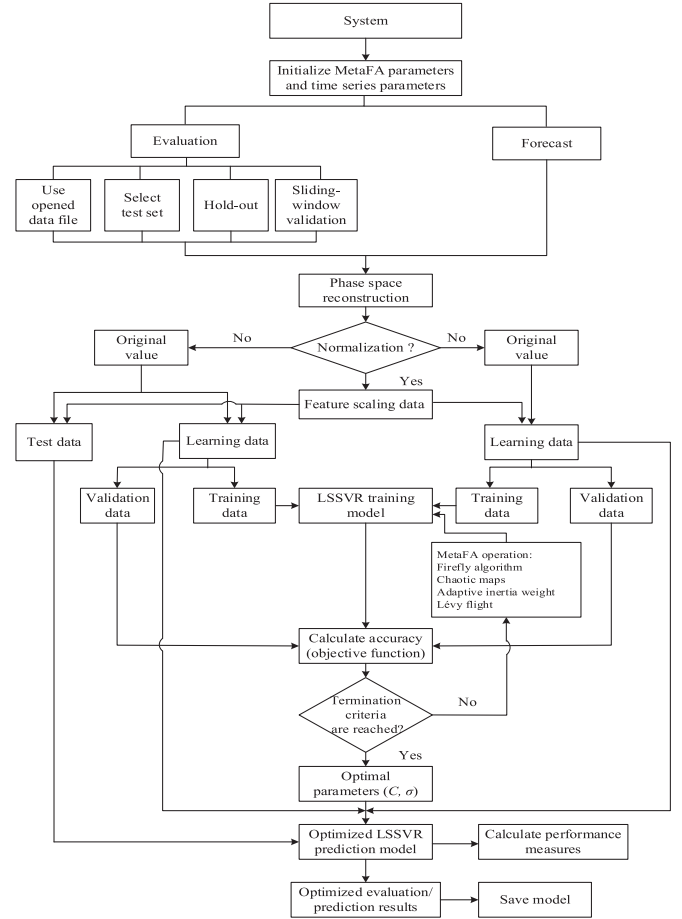 System
Initialize MetaFA parameters
and time series parameters
Evaluation
Forecast
Use
opened
data file
Select
test set
Hold-out
Sliding-
window
validation
Phase space
reconstruction
Original
value
No
Normalization ?
No
Original
value
Yes
Feature scaling data
Test data
Learning data
Learning data
Validation
data
Training
data
LSSVR training
model
Training
data
Validation
data
MetaFA operation:
Firefly algorithm
Chaotic maps
Adaptive inertia weight
Lévy flight
Calculate accuracy
(objective function)
Termination
criteria
are reached?
No
Yes
Optimal
parameters (C, σ)
Optimized LSSVR
prediction model
Calculate performance
measures
Optimized evaluation/
prediction results
Save model